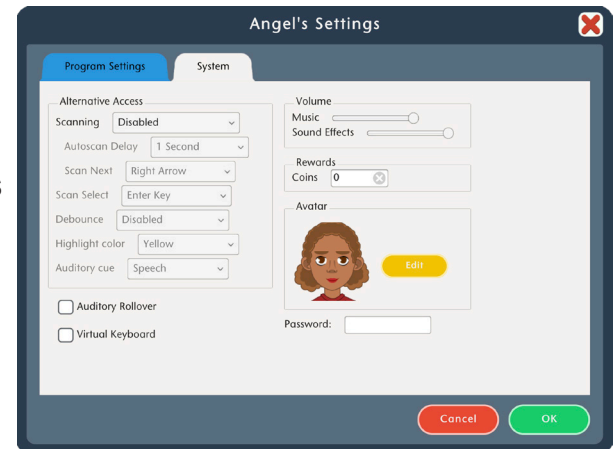 Angel's Settings
Program Settings
System
Alternative Access
Scanning Disabled
Autoscan Delay 1 Second
Scan Next Right Arrow
Scan Select Enter Key
Debounce Disabled
Highlight color Yellow
Auditory cue Speech
Auditory Rollover
Virtual Keyboard
Volume
Music
Sound Effects
Rewards
Coins 0
Avatar
Edit
Password:
Cancel
OK